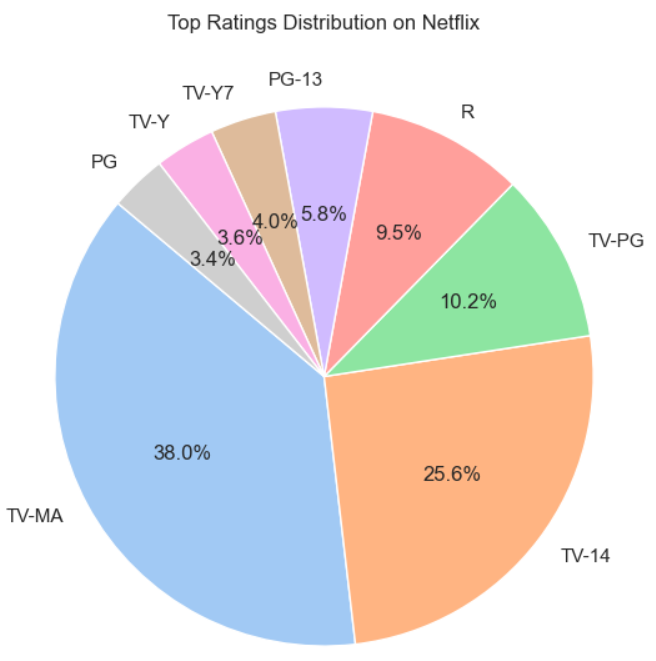 Top Ratings Distribution on Netflix
PG-13
TV-Y7
R
TV-Y
PG
TV-PG
5.8%
4.0%
9.5%
3.6%
3.4%
10.2%
38.0%
25.6%
TV-MA
TV-14